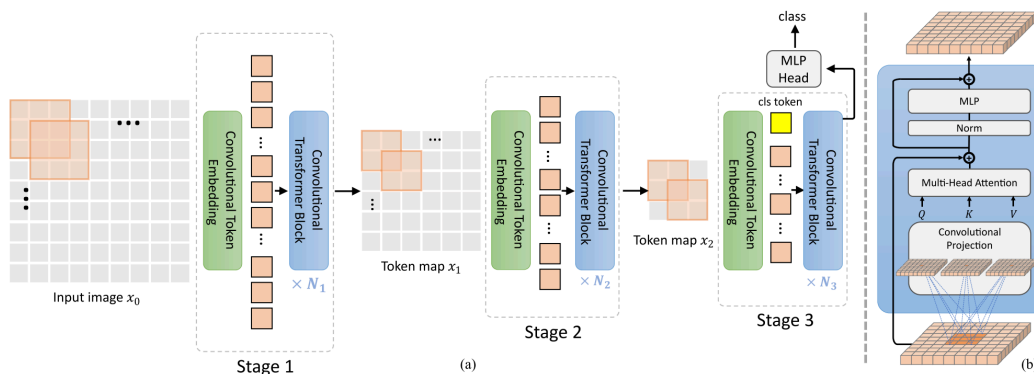 Input image x₀
Convolutional Token
Embedding
Convolutional
Transformer Block
× N₁
Stage 1
Token map x₁
Convolutional Token
Embedding
Convolutional
Transformer Block
× N₂
Stage 2
Token map x₂
Convolutional Token
Embedding
cls token
Convolutional
Transformer Block
× N₃
Stage 3
MLP
Head
class
(a)
MLP
Norm
Multi-Head Attention
Q K V
Convolutional
Projection
(b)